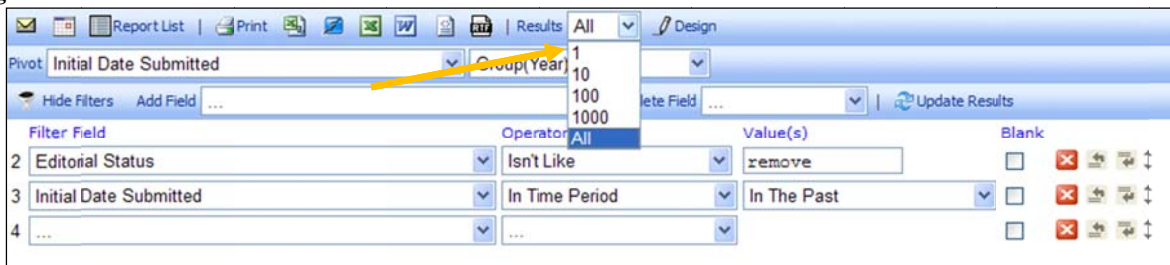 Report List | Print RTF | Results All Design
Pivot Initial Date Submitted Group(Year)
1
10
100
1000
All
Hide Filters Add Field ... Field ... | Update Results
Filter Field Operator Value(s) Blank
2 Editorial Status Isn't Like remove
3 Initial Date Submitted In Time Period In The Past
4 ... ...